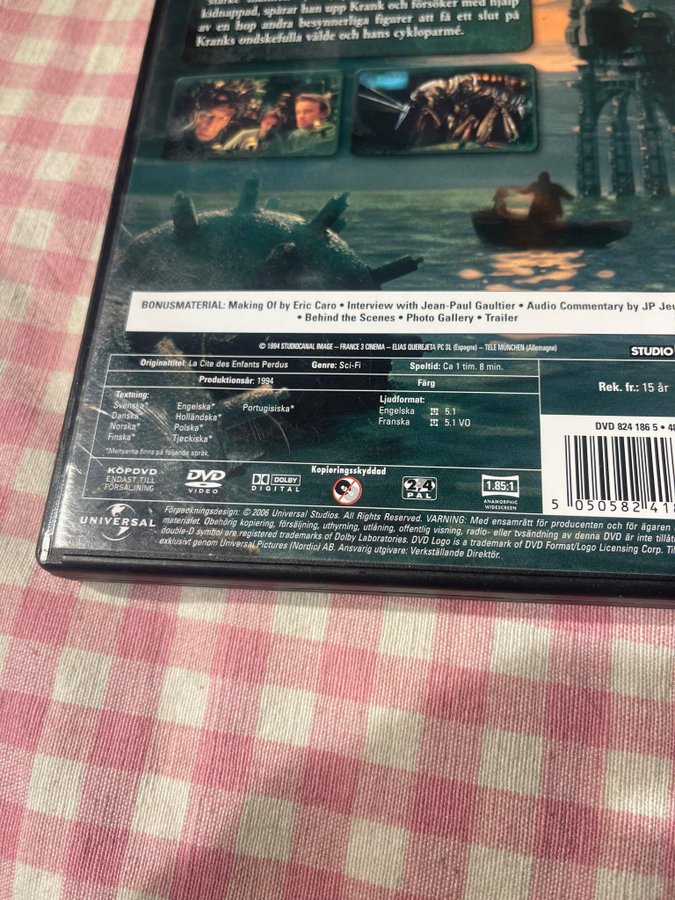 kidnappad, spårar han upp Krank och försöker med hjälp
av en hop andra besynnerliga figurer att få ett slut på
Kranks ondskefulla välde och hans cykloparmé.
BONUSMATERIAL: Making Of by Eric Caro • Interview with Jean-Paul Gaultier • Audio Commentary by JP Jeu
• Behind the Scenes • Photo Gallery • Trailer
© 1994 STUDIOCANAL IMAGE – FRANCE 3 CINEMA – ELIAS QUEREJETA PC SL (Espagne) – TELE MUNCHEN (Allemagne)
STUDIO
Originaltitel: La Cite des Enfants Perdus Genre: Sci-Fi Speltid: Ca 1 tim. 8 min.
Produktionsår: 1994 Färg
Rek. fr.: 15 år
Textning:
Svenska* Engelska* Portugisiska*
Danska Holländska*
Norska* Polska*
Finska* Tjeckiska*
*Menyerna finns på följande språk.
Ljudformat:
Engelska 5.1
Franska 5.1 VO
DVD 824 186 5 • 4
5 050582 418
KÖPDVD
ENDAST TILL
FÖRSÄLJNING
DVD
VIDEO
DOLBY
DIGITAL
Kopieringsskyddad
2,4
PAL
1.85:1
ANAMORPHIC
WIDESCREEN
UNIVERSAL
Förpackningsdesign: © 2006 Universal Studios. All Rights Reserved. VARNING: Med ensamrätt för producenten och för ägaren
materialet. Obehörig kopiering, försäljning, uthyrning, utlåning, offentlig visning, radio- eller tvsändning av denna DVD är inte tillåt
double-D symbol are registered trademarks of Dolby Laboratories. DVD Logo is a trademark of DVD Format/Logo Licensing Corp. Til
exklusivt genom Universal Pictures (Nordic) AB. Ansvarig utgivare: Verkställande Direktör.